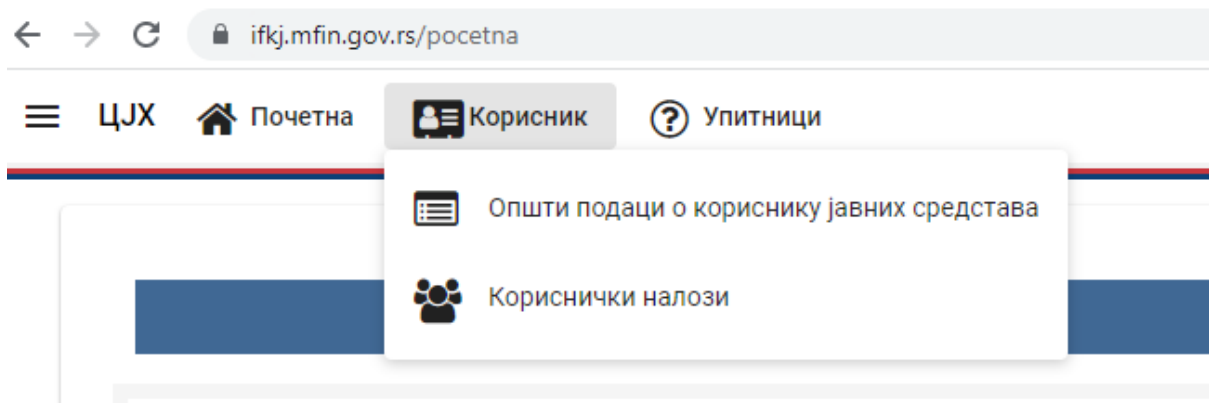 ifkj.mfin.gov.rs/pocetna
ЦЈХ Почетна Корисник Упитници
Општи подаци о кориснику јавних средстава
Кориснички налози